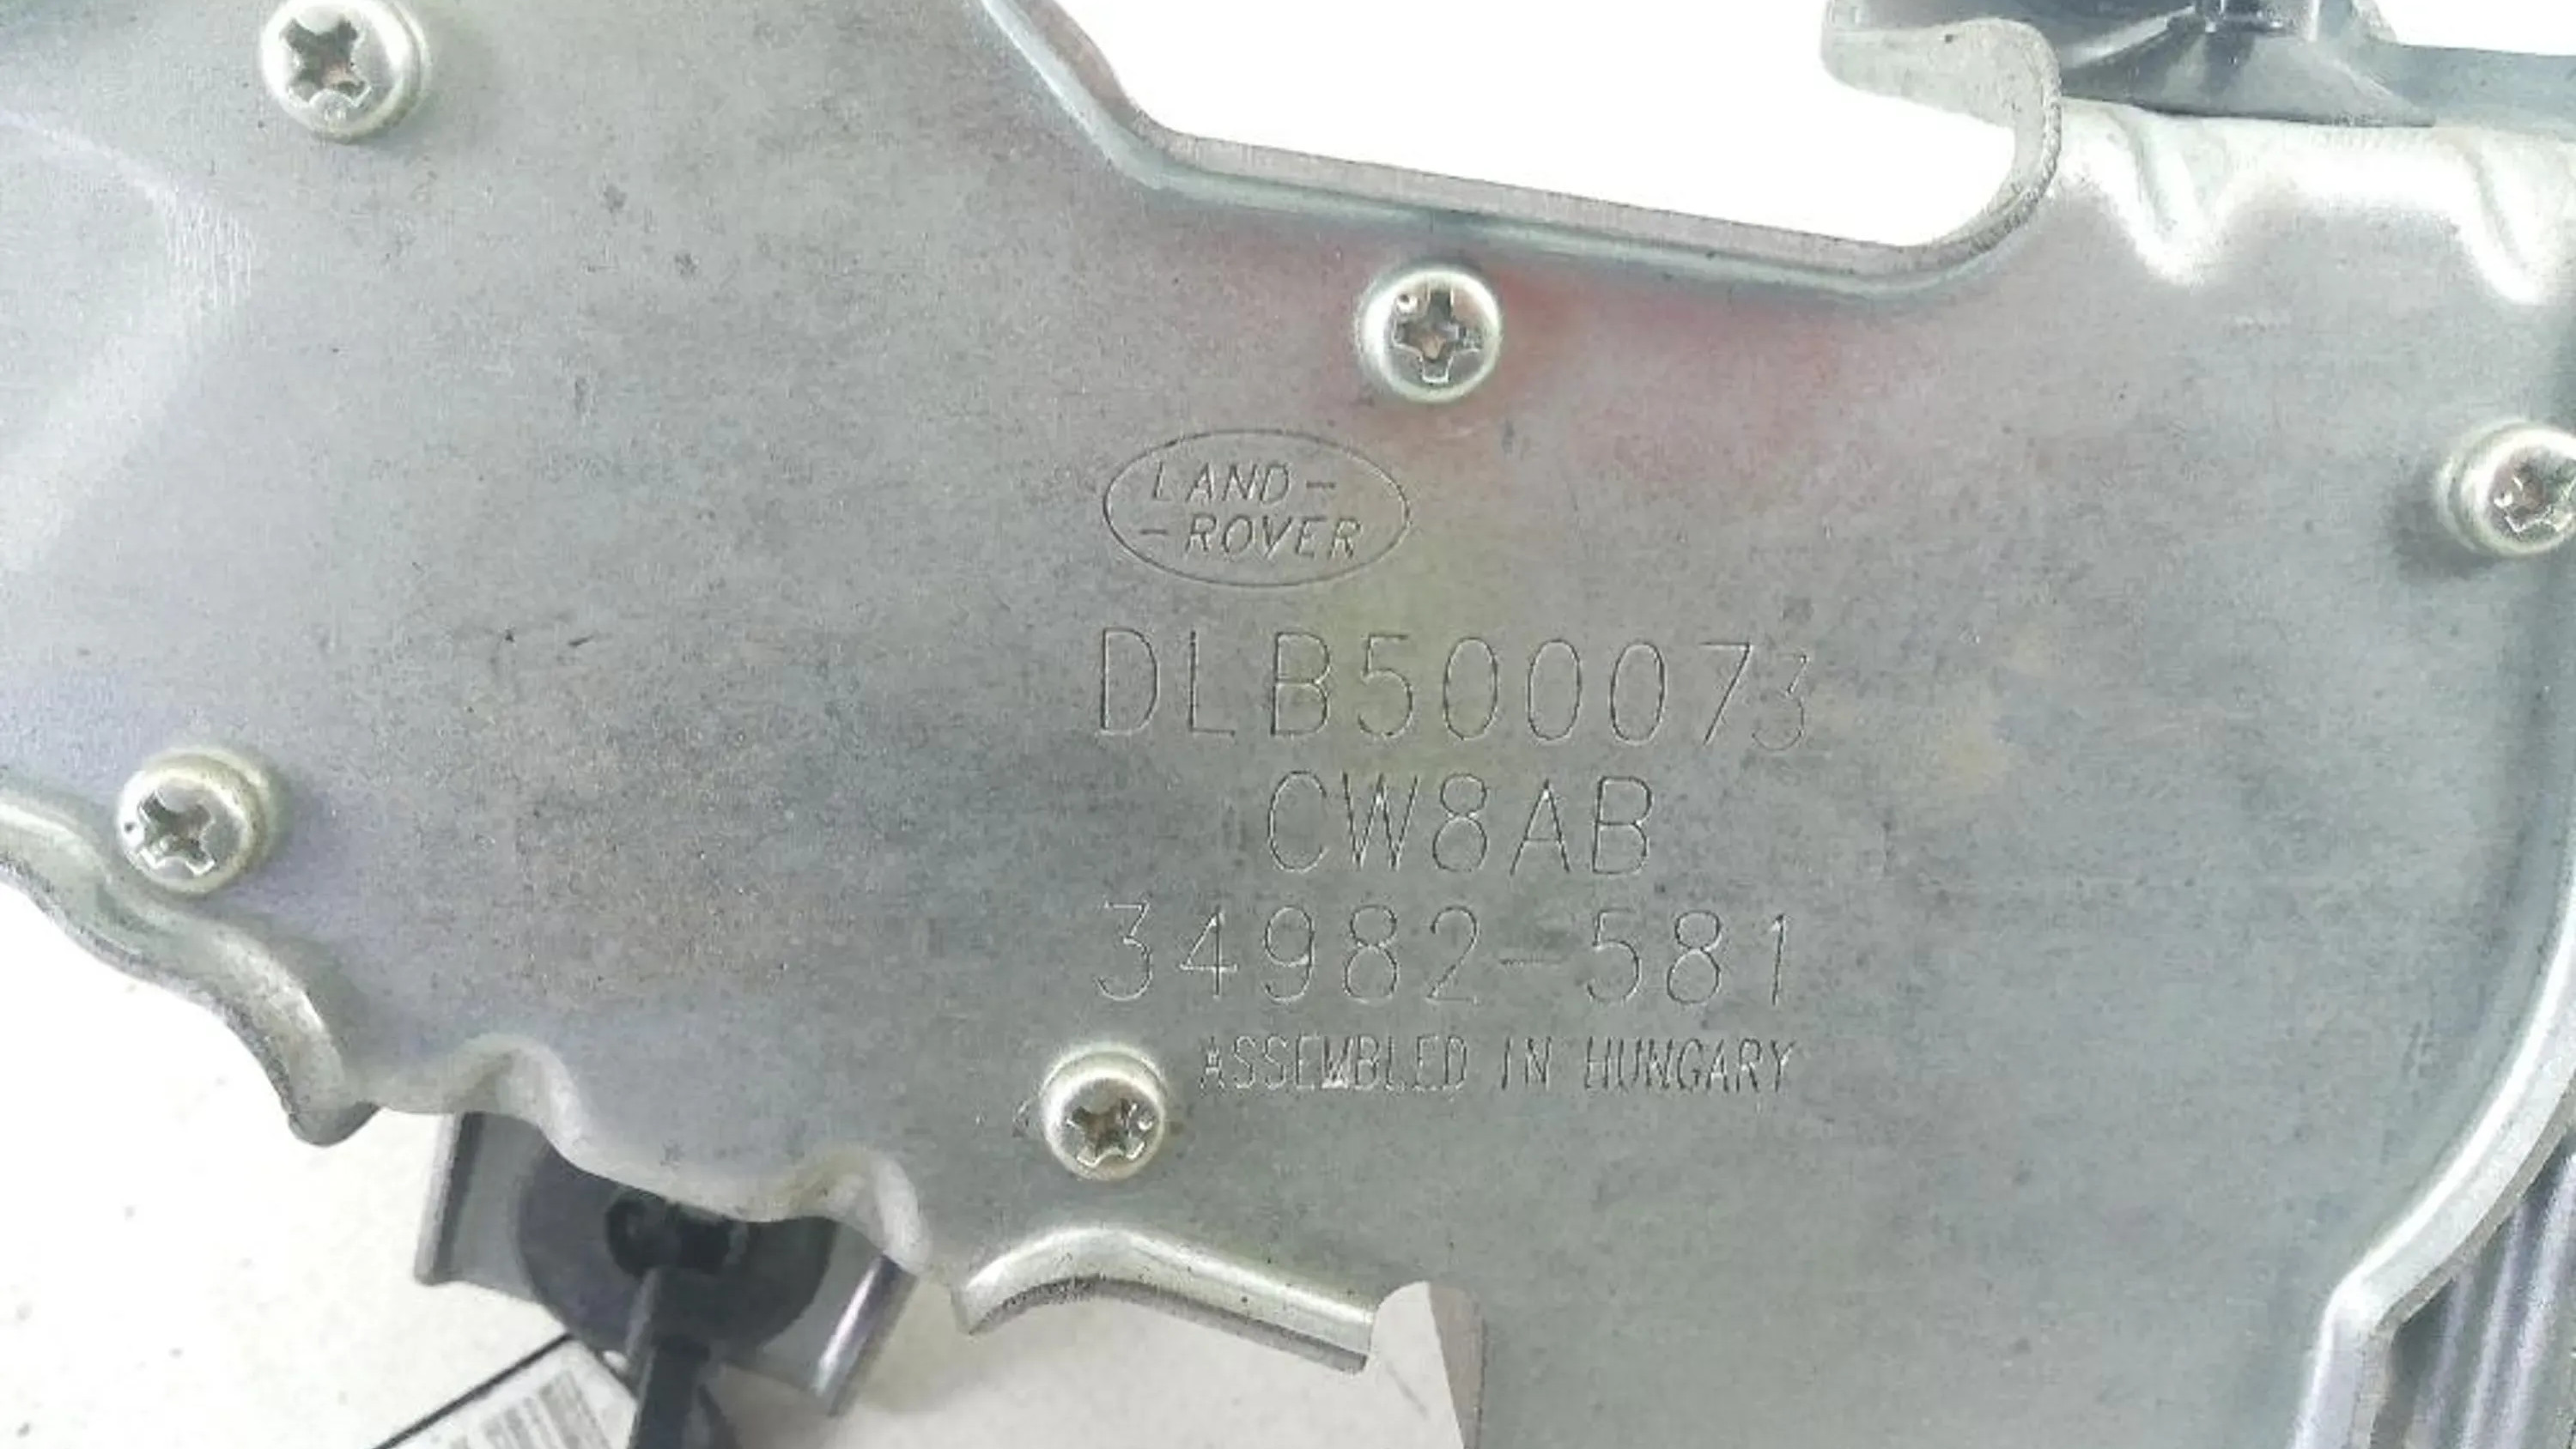 LAND-
-ROVER
DLB500073
CW8AB
34982-581
ASSEMBLED IN HUNGARY